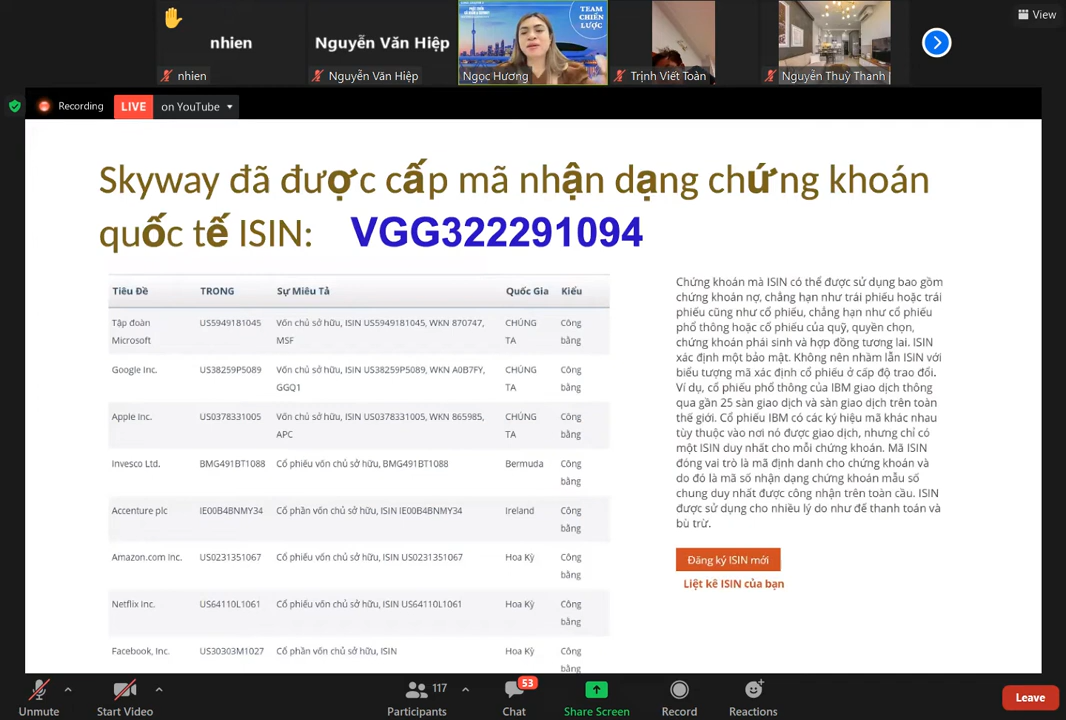 nhien
nhien
Nguyễn Văn Hiệp
Nguyễn Văn Hiệp
TEAM
CHIẾN
LƯỢC
Ngọc Hương
Trịnh Viết Toàn
Nguyễn Thuỳ Thanh
View
Recording
LIVE
on YouTube
Skyway đã được cấp mã nhận dạng chứng khoán
quốc tế ISIN: VGG322291094
Tiêu Đề TRONG Sự Miêu Tả Quốc Gia Kiểu
Tập đoàn
Microsoft
US5949181045
Vốn chủ sở hữu, ISIN US5949181045, WKN 870747,
MSF
CHÚNG
TA
Công
bằng
Google Inc.
US38259P5089
Vốn chủ sở hữu, ISIN US38259P5089, WKN A0B7FY,
GGQ1
CHÚNG
TA
Công
bằng
Apple Inc.
US0378331005
Vốn chủ sở hữu, ISIN US0378331005, WKN 865985,
APC
CHÚNG
TA
Công
bằng
Invesco Ltd.
BMG491BT1088
Cổ phiếu vốn chủ sở hữu, BMG491BT1088
Bermuda
Công
bằng
Accenture plc
IE00B4BNMY34
Cổ phần vốn chủ sở hữu, ISIN IE00B4BNMY34
Ireland
Công
bằng
Amazon.com Inc.
US0231351067
Cổ phiếu vốn chủ sở hữu, ISIN US0231351067
Hoa Kỳ
Công
bằng
Netflix Inc.
US64110L1061
Cổ phiếu vốn chủ sở hữu, ISIN US64110L1061
Hoa Kỳ
Công
bằng
Facebook, Inc.
US30303M1027
Cổ phần vốn chủ sở hữu, ISIN
Hoa Kỳ
Công
bằng
Chứng khoán mà ISIN có thể được sử dụng bao gồm
chứng khoán nợ, chẳng hạn như trái phiếu hoặc trái
phiếu cũng như cổ phiếu, chẳng hạn như cổ phiếu
phổ thông hoặc cổ phiếu của quỹ, quyền chọn,
chứng khoán phái sinh và hợp đồng tương lai. ISIN
xác định một bảo mật. Không nên nhầm lẫn ISIN với
biểu tượng mã xác định cổ phiếu ở cấp độ trao đổi.
Ví dụ, cổ phiếu phổ thông của IBM giao dịch thông
qua gần 25 sàn giao dịch và sàn giao dịch trên toàn
thế giới. Cổ phiếu IBM có các ký hiệu mã khác nhau
tùy thuộc vào nơi nó được giao dịch, nhưng chỉ có
một ISIN duy nhất cho mỗi chứng khoán. Mã ISIN
đóng vai trò là mã định danh cho chứng khoán và
do đó là mã số nhận dạng chứng khoán mẫu số
chung duy nhất được công nhận trên toàn cầu. ISIN
được sử dụng cho nhiều lý do như để thanh toán và
bù trừ.
Đăng ký ISIN mới
Liệt kê ISIN của bạn
Unmute
Start Video
117
Participants
53
Chat
Share Screen
Record
Reactions
Leave